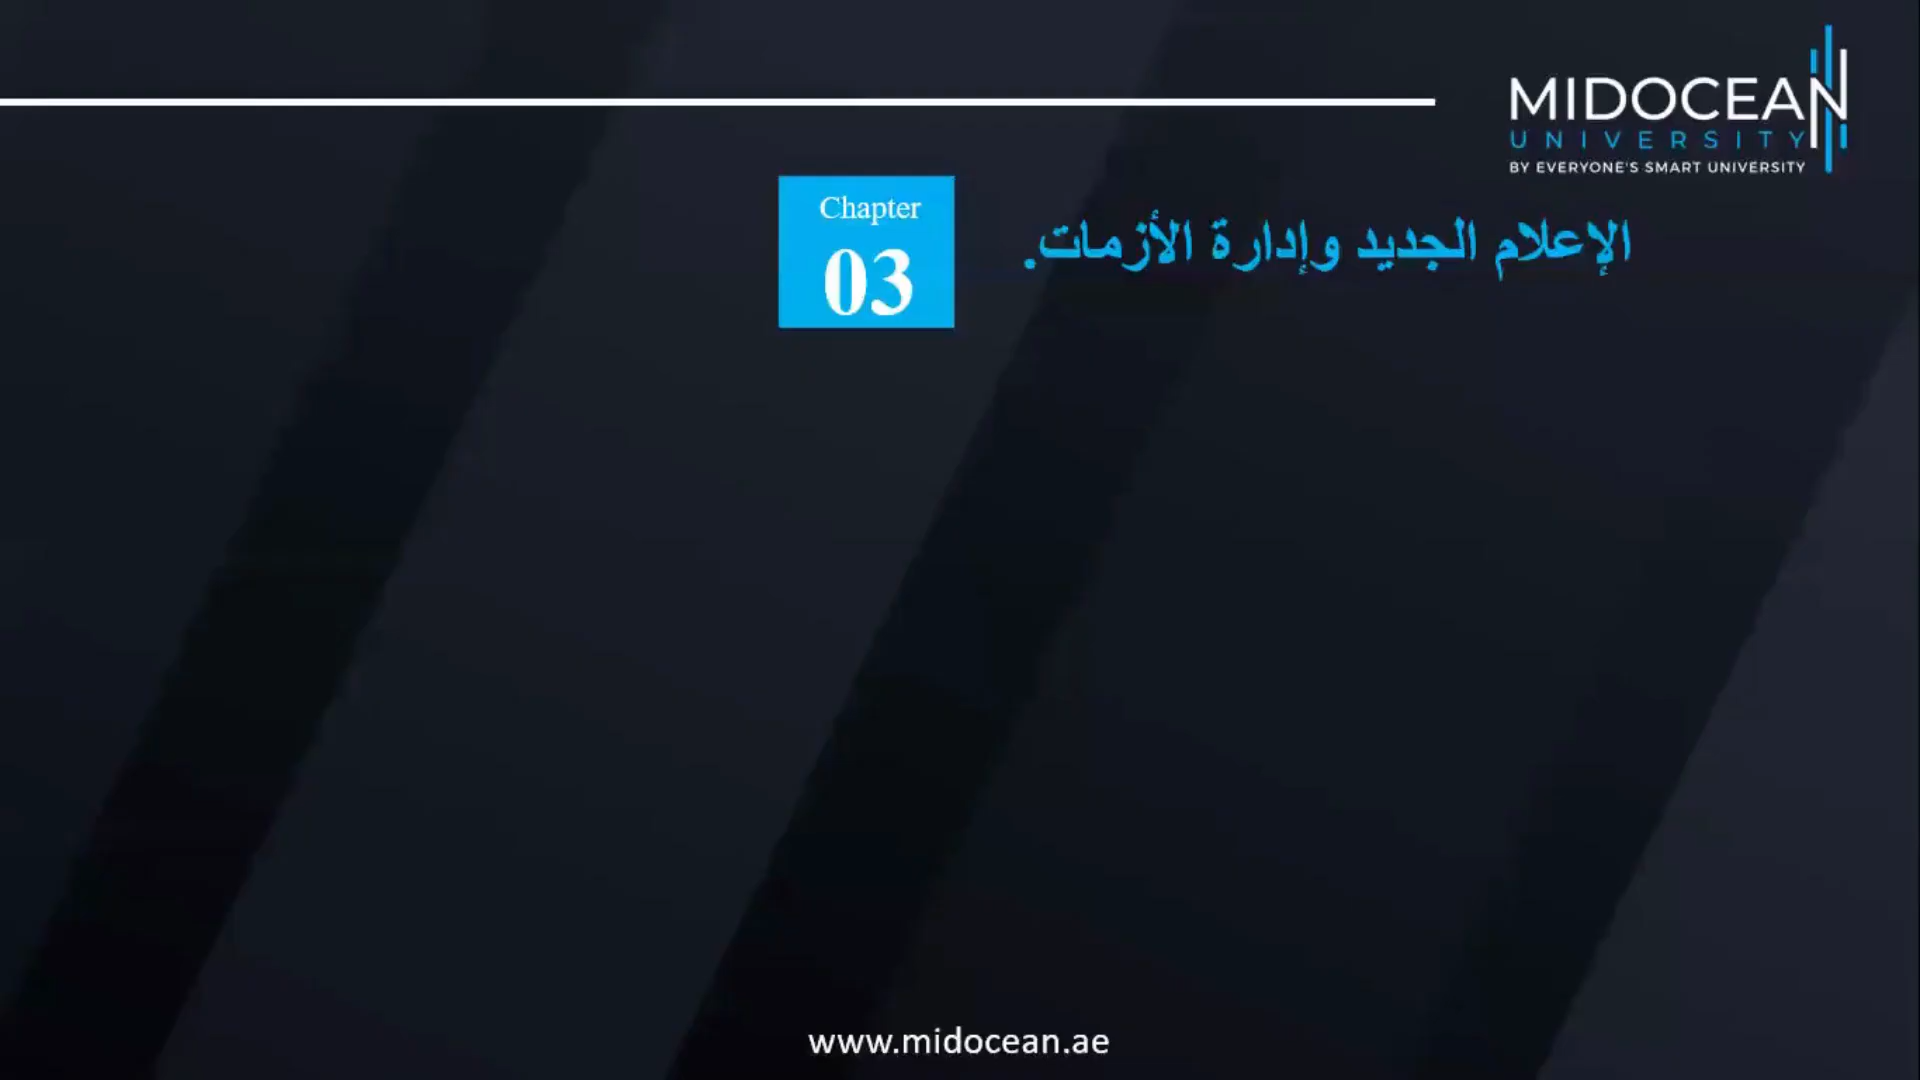 MIDOCEAN
UNIVERSITY
BY EVERYONE'S SMART UNIVERSITY
Chapter
03
الإعلام الجديد وإدارة الأزمات.
www.midocean.ae